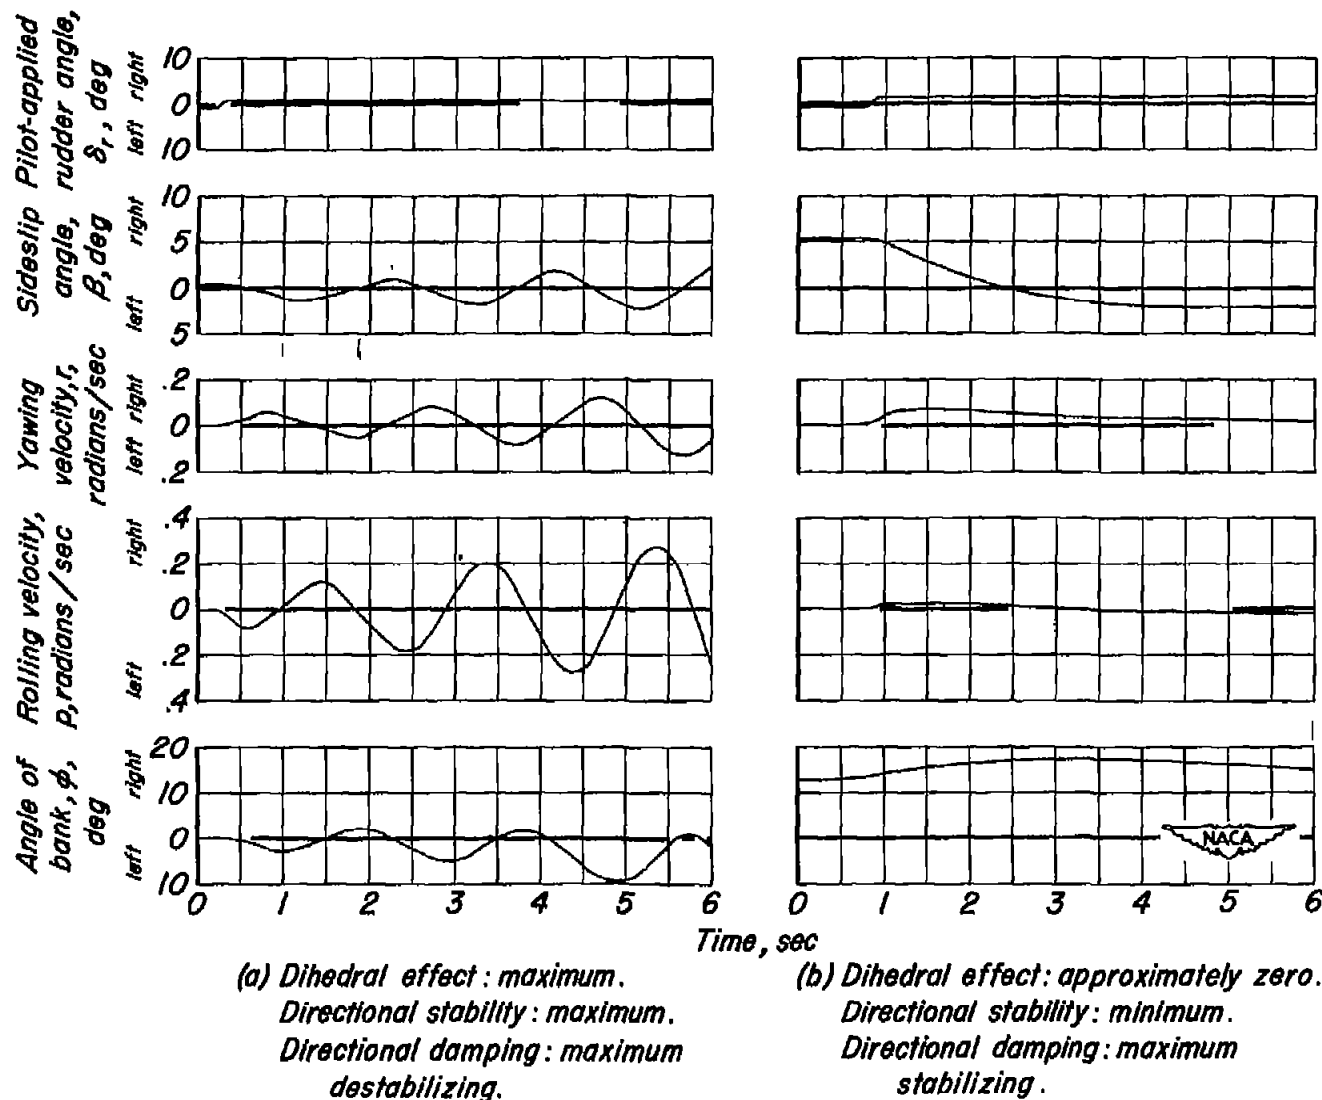 Pilot-applied
rudder angle,
δr, deg
left right
10
0
10
Sideslip
angle,
β, deg
left right
10
5
0
5
Yawing
velocity, r,
radians/sec
left right
.2
0
.2
Rolling velocity,
p, radians/sec
left right
.4
.2
0
.2
.4
Angle of
bank, ϕ,
deg
left right
20
10
0
10
NACA
0 1 2 3 4 5 6 0 1 2 3 4 5 6
Time, sec
(a) Dihedral effect: maximum.
Directional stability: maximum.
Directional damping: maximum
destabilizing.
(b) Dihedral effect: approximately zero.
Directional stability: minimum.
Directional damping: maximum
stabilizing.